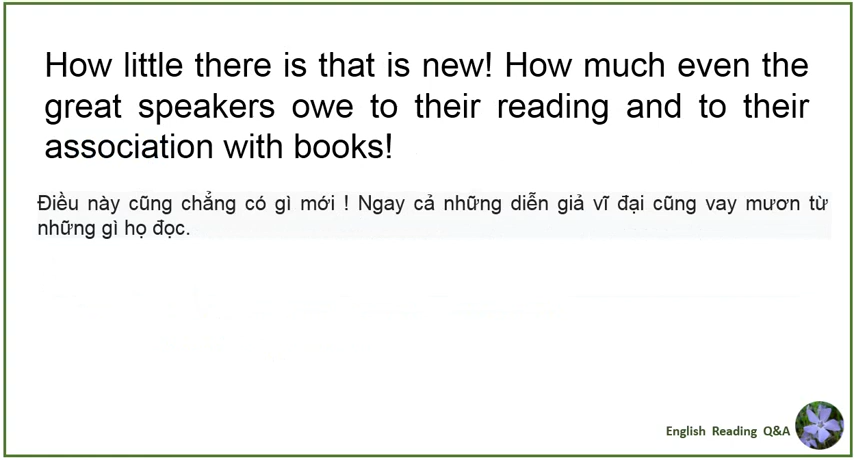 How little there is that is new! How much even the
great speakers owe to their reading and to their
association with books!
Điều này cũng chẳng có gì mới ! Ngay cả những diễn giả vĩ đại cũng vay mươn từ
những gì họ đọc.
English Reading Q&A